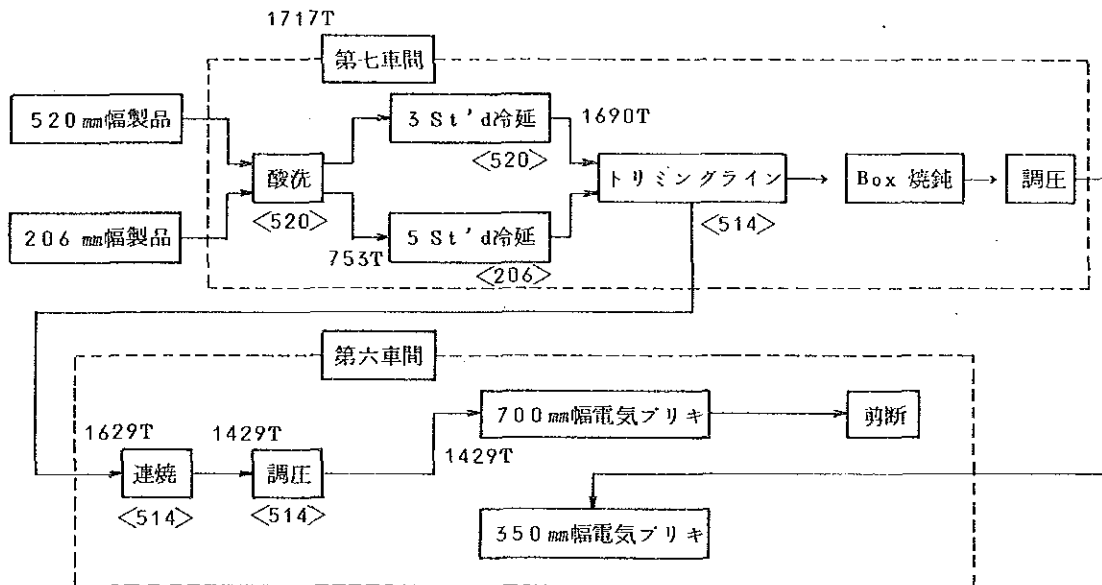 1717T
第七車間
520mm幅製品
3 St'd冷延
1690T
<520>
酸洗
トリミングライン
Box 焼鈍
調圧
<520>
<514>
206mm幅製品
753T
5 St'd冷延
<206>
第六車間
700mm幅電気ブリキ
剪断
1629T
1429T
1429T
連焼
調圧
<514>
<514>
350mm幅電気ブリキ